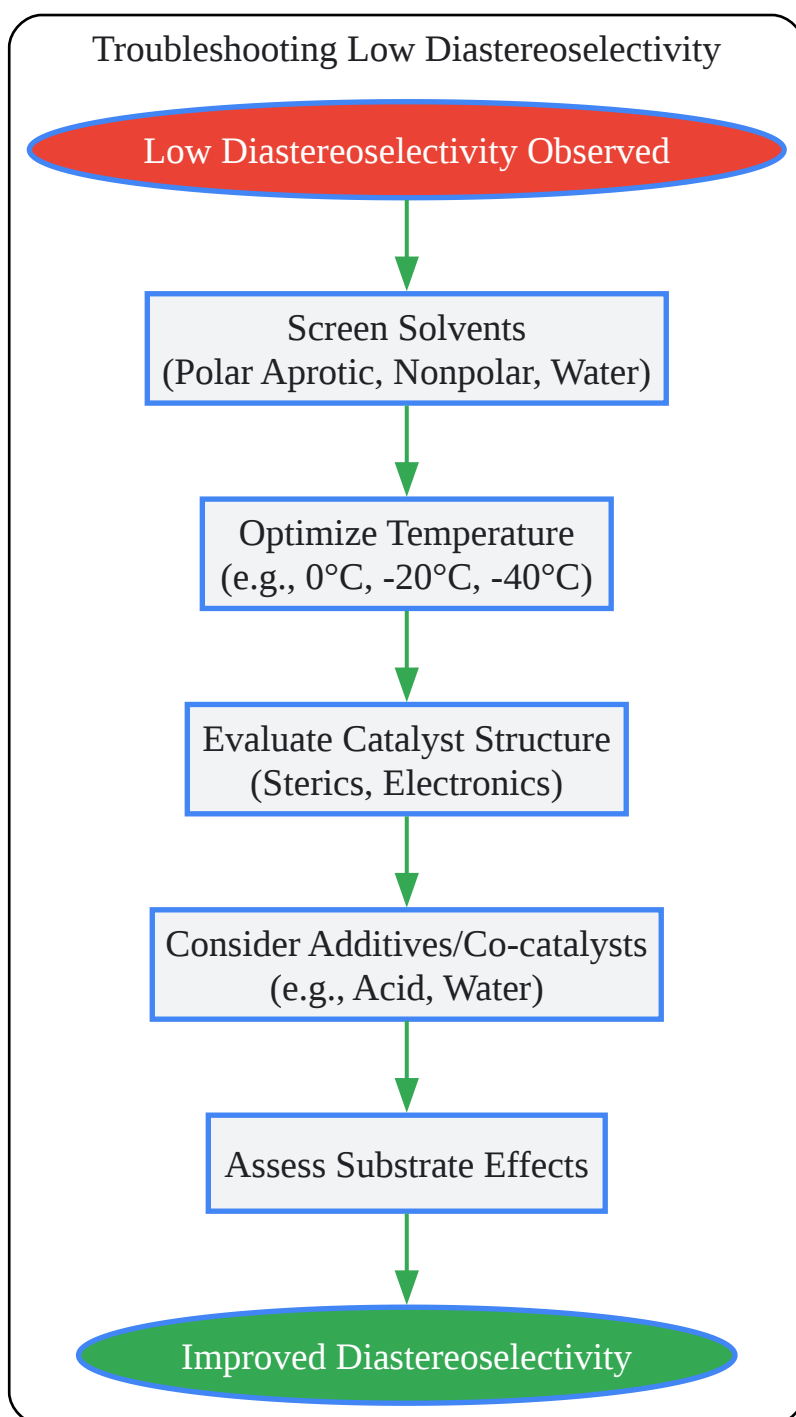 Troubleshooting Low Diastereoselectivity
Low Diastereoselectivity Observed
Screen Solvents
(Polar Aprotic, Nonpolar, Water)
Optimize Temperature
(e.g., 0°C, -20°C, -40°C)
Evaluate Catalyst Structure
(Sterics, Electronics)
Consider Additives/Co-catalysts
(e.g., Acid, Water)
Assess Substrate Effects
Improved Diastereoselectivity